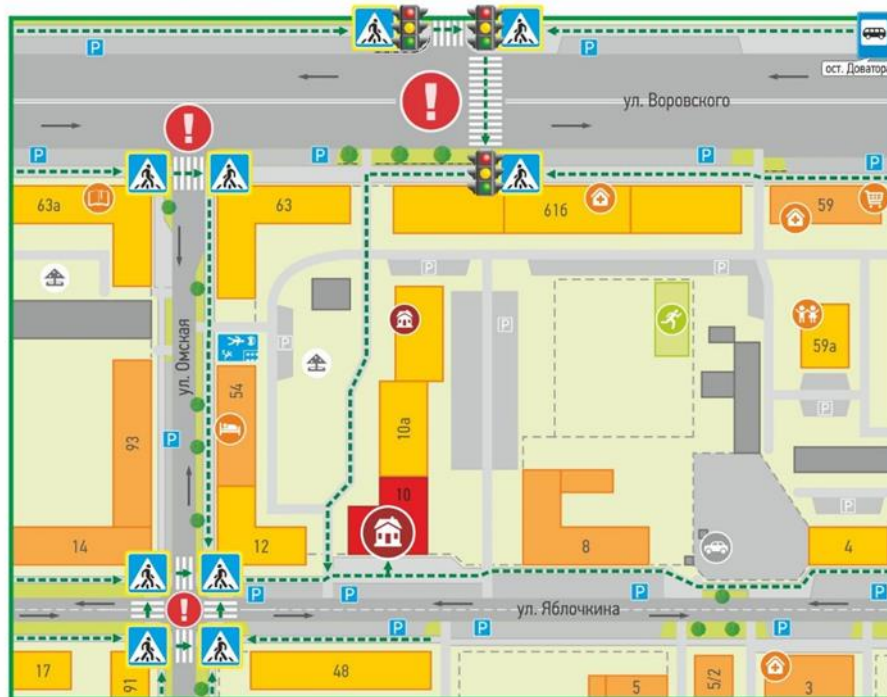 P
P
ост. Доватора
ул. Воровского
P
P
P
P
63а
63
61б
59
P
P
ул. Омская
P
P
59а
54
P
93
10а
P
10
P
14
12
8
4
P
P
P
P
ул. Яблочкина
P
P
P
P
17
91
48
5
5/2
3